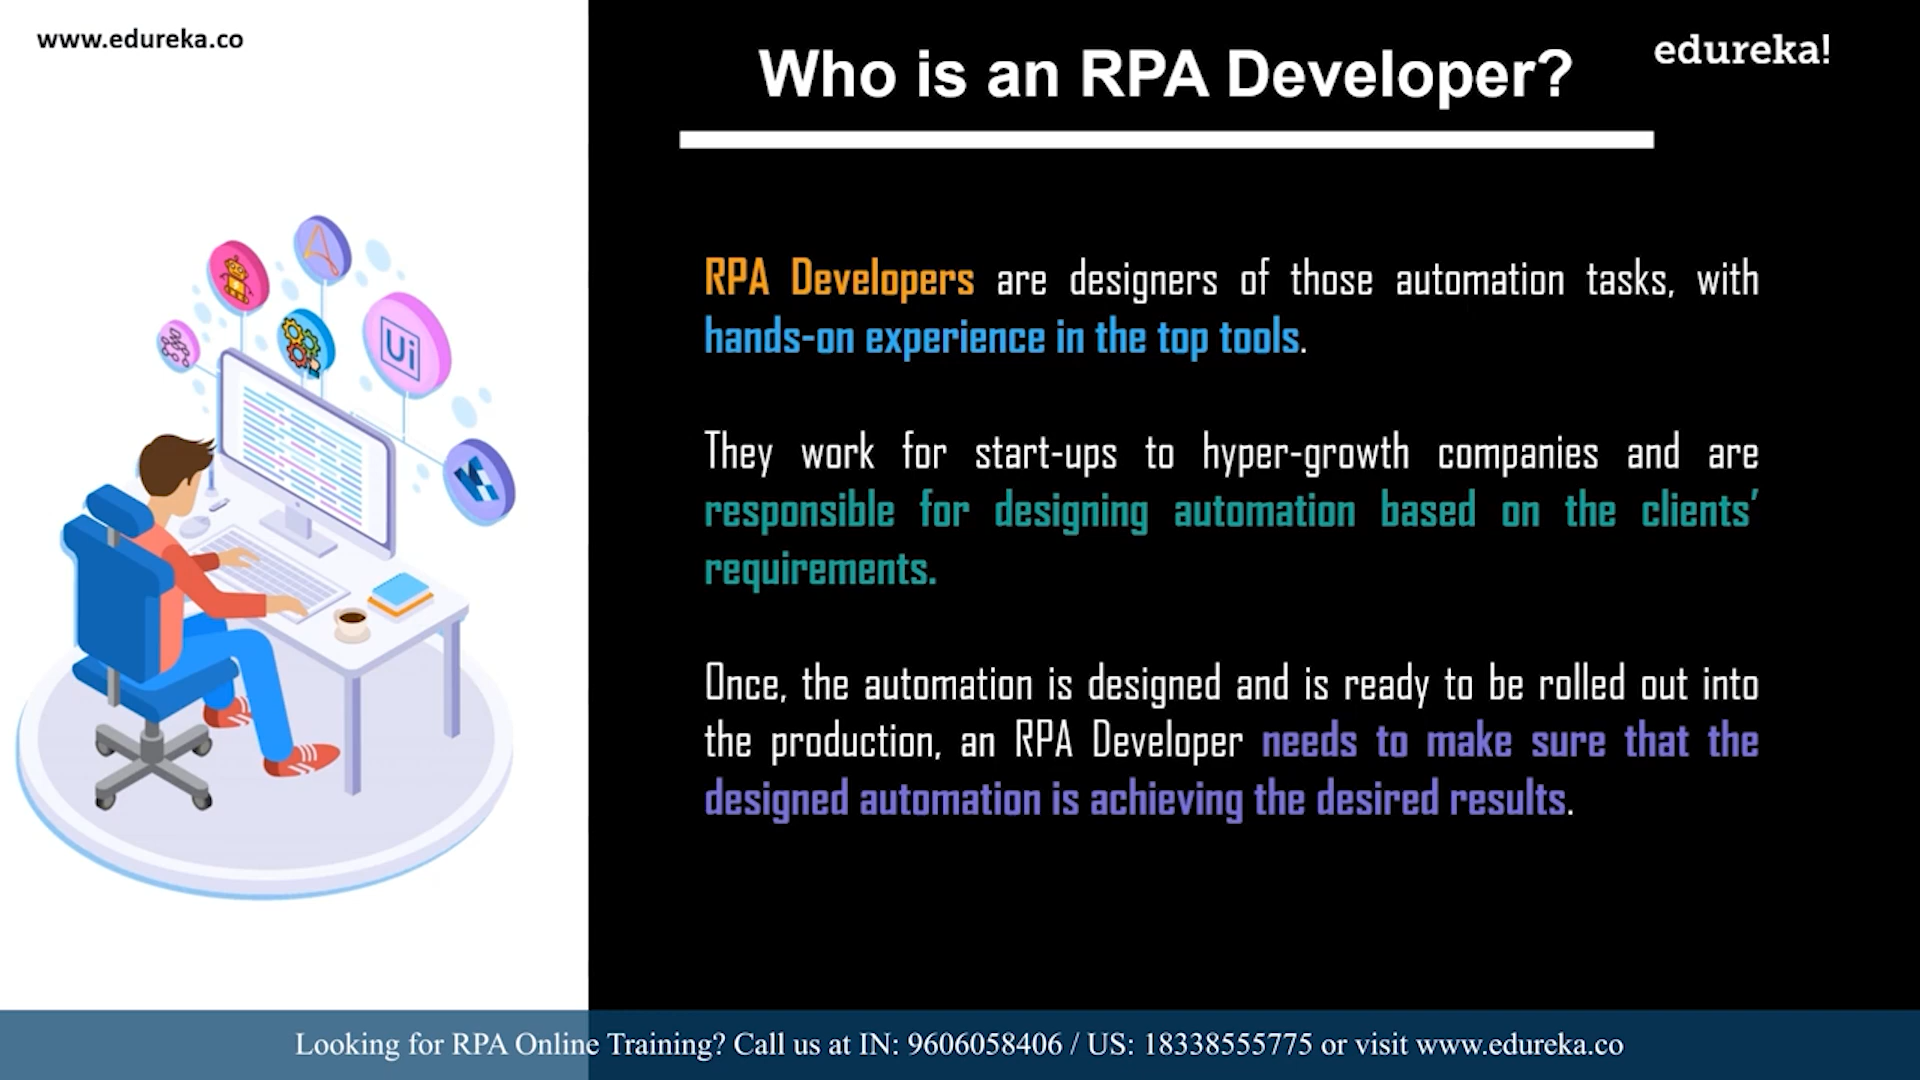 www.edureka.co
Who is an RPA Developer?
edureka!
RPA Developers are designers of those automation tasks, with
hands-on experience in the top tools.
They work for start-ups to hyper-growth companies and are
responsible for designing automation based on the clients’
requirements.
Once, the automation is designed and is ready to be rolled out into
the production, an RPA Developer needs to make sure that the
designed automation is achieving the desired results.
Ui
Looking for RPA Online Training? Call us at IN: 9606058406 / US: 18338555775 or visit www.edureka.co